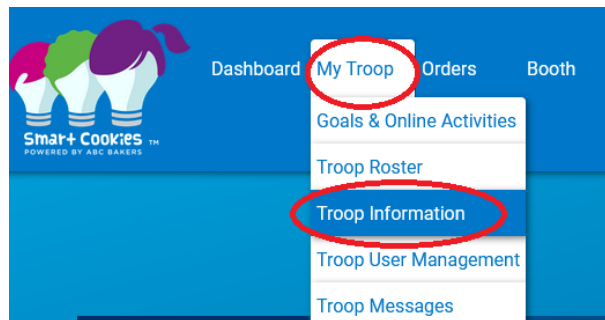 Dashboard My Troop Orders Booth
Goals & Online Activities
Smart Cookies TM
POWERED BY ABC BAKERS
Troop Roster
Troop Information
Troop User Management
Troop Messages